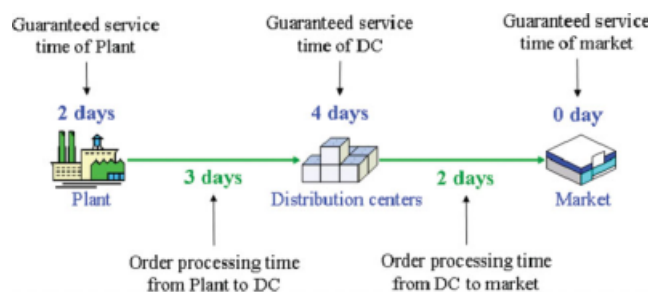 Guaranteed service
time of Plant
Guaranteed service
time of DC
Guaranteed service
time of market
2 days
4 days
0 day
3 days
2 days
Plant
Distribution centers
Market
Order processing time
from Plant to DC
Order processing time
from DC to market